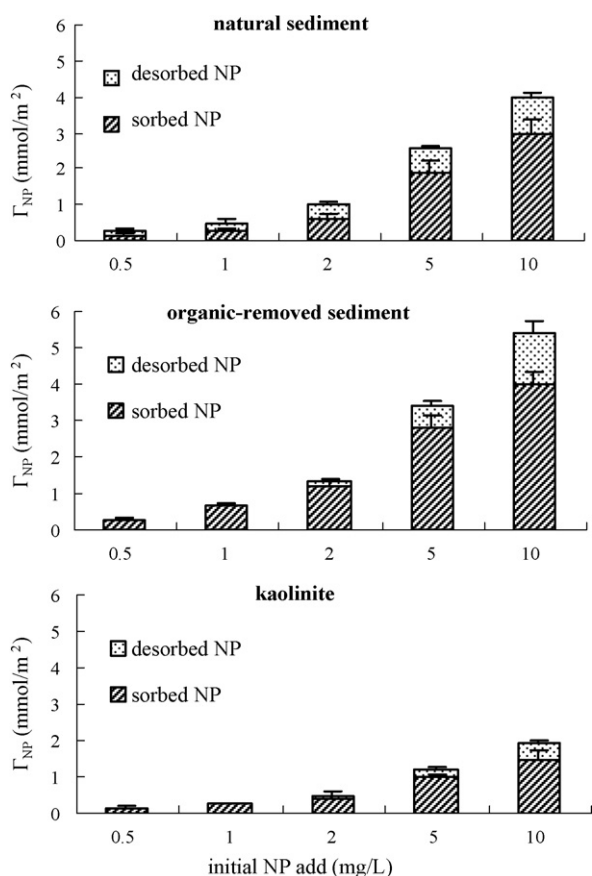 natural sediment
6
5
4
3
2
1
0
ΓNP (mmol/m²)
desorbed NP
sorbed NP
0.5 1 2 5 10
organic-removed sediment
6
5
4
3
2
1
0
ΓNP (mmol/m²)
desorbed NP
sorbed NP
0.5 1 2 5 10
kaolinite
6
5
4
3
2
1
0
ΓNP (mmol/m²)
desorbed NP
sorbed NP
0.5 1 2 5 10
initial NP add (mg/L)